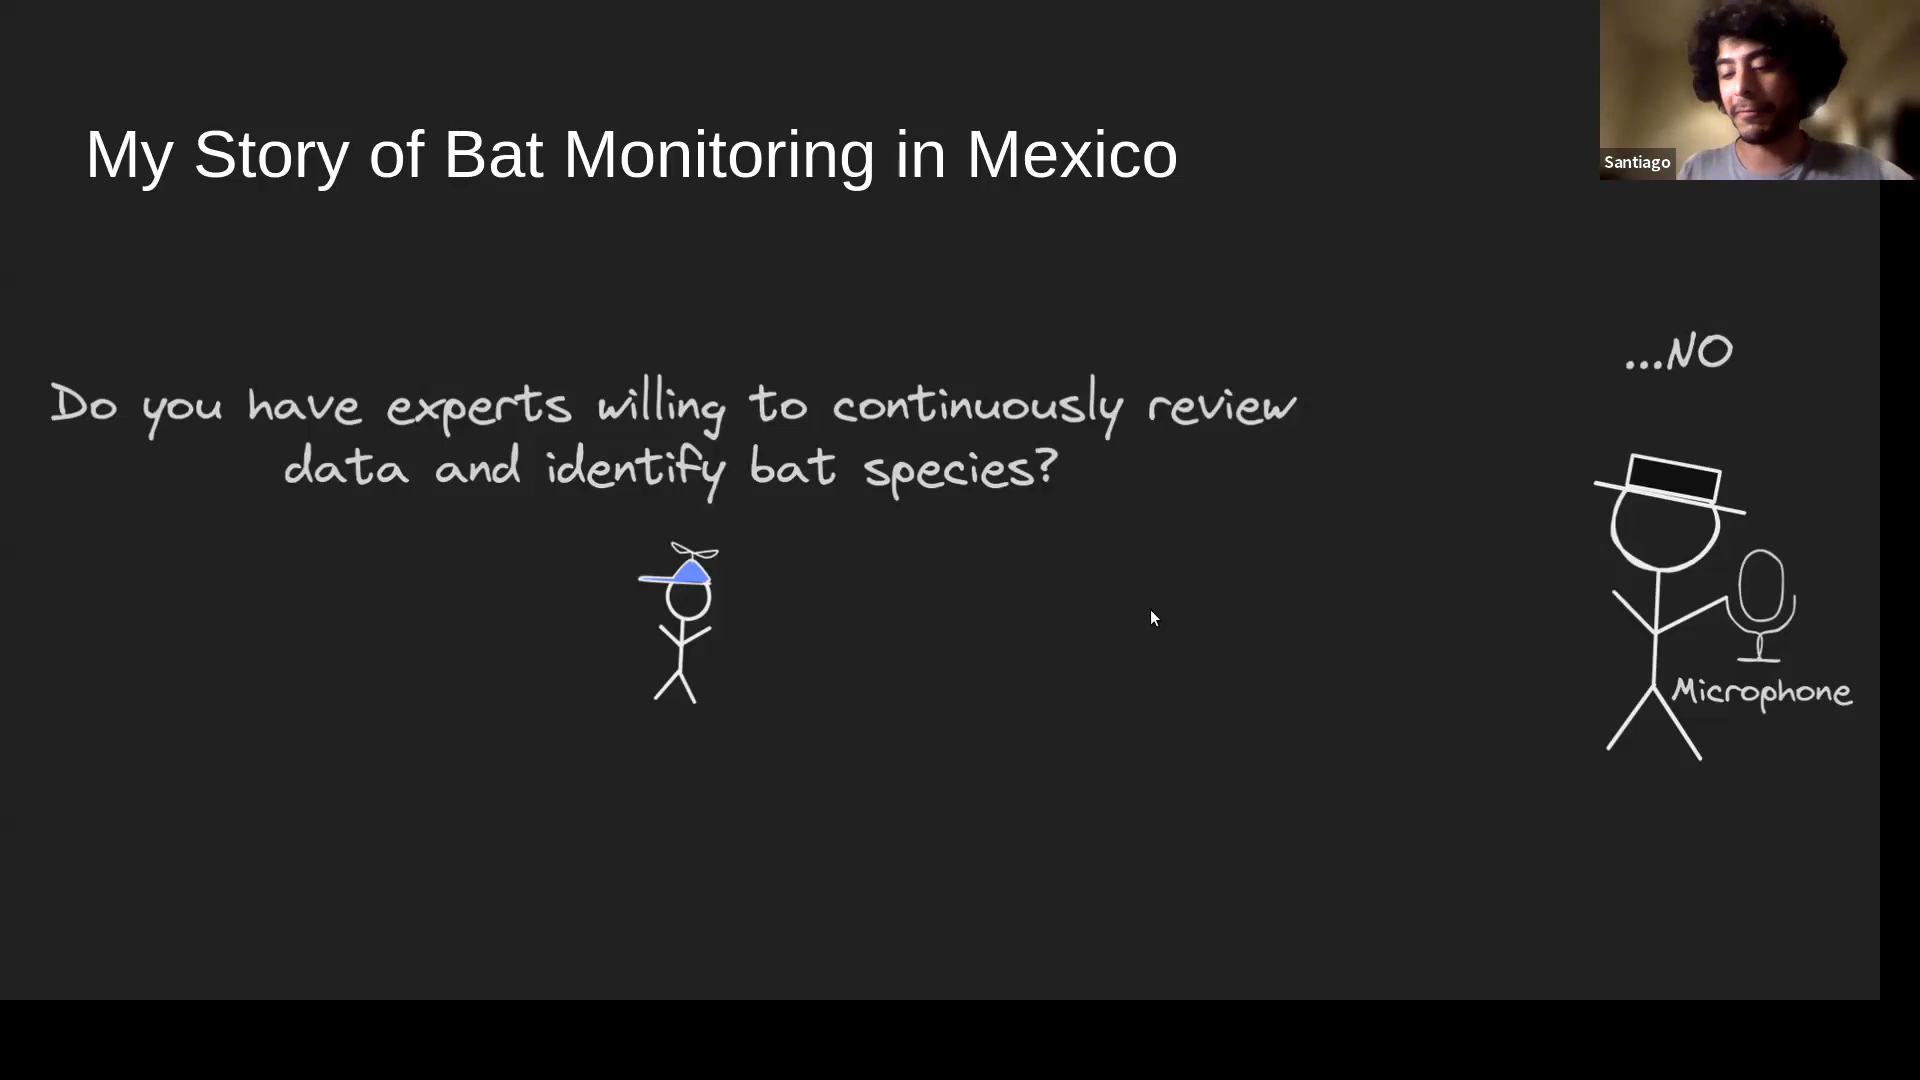 My Story of Bat Monitoring in Mexico
Santiago
...NO
Do you have experts willing to continuously review
data and identify bat species?
Microphone